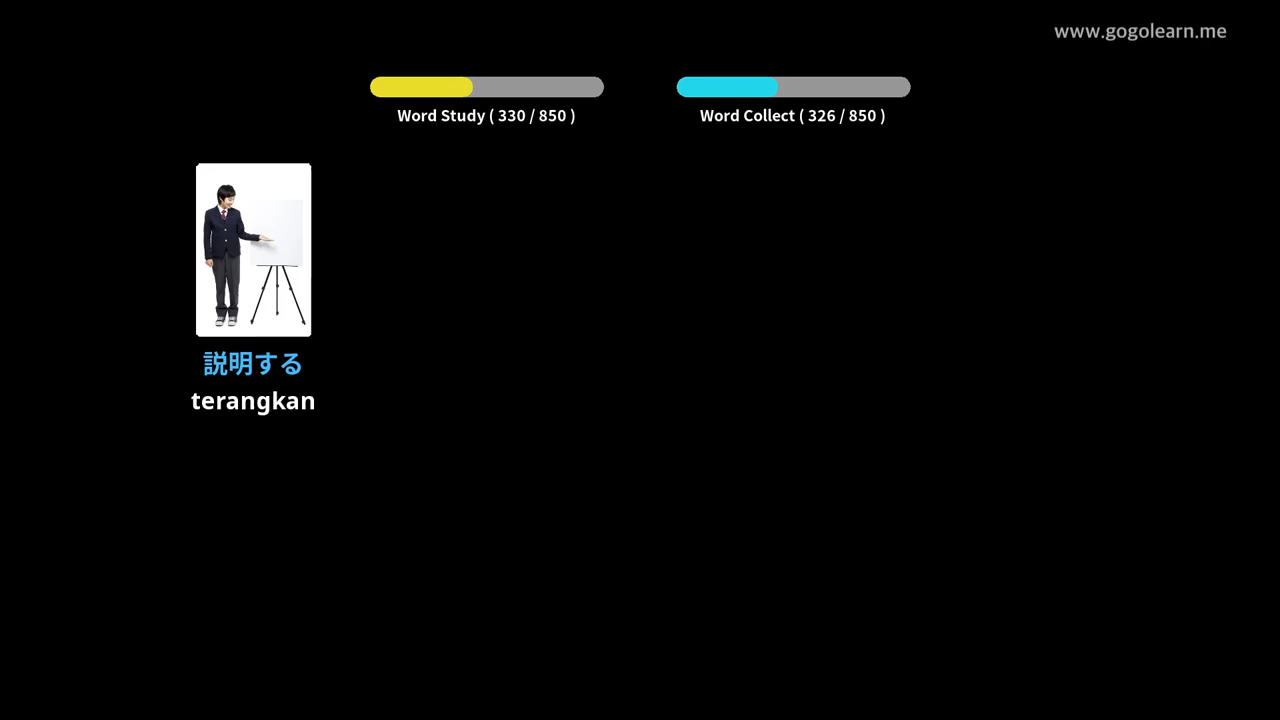 www.gogolearn.me
Word Study ( 330 / 850 )
Word Collect ( 326 / 850 )
説明する
terangkan